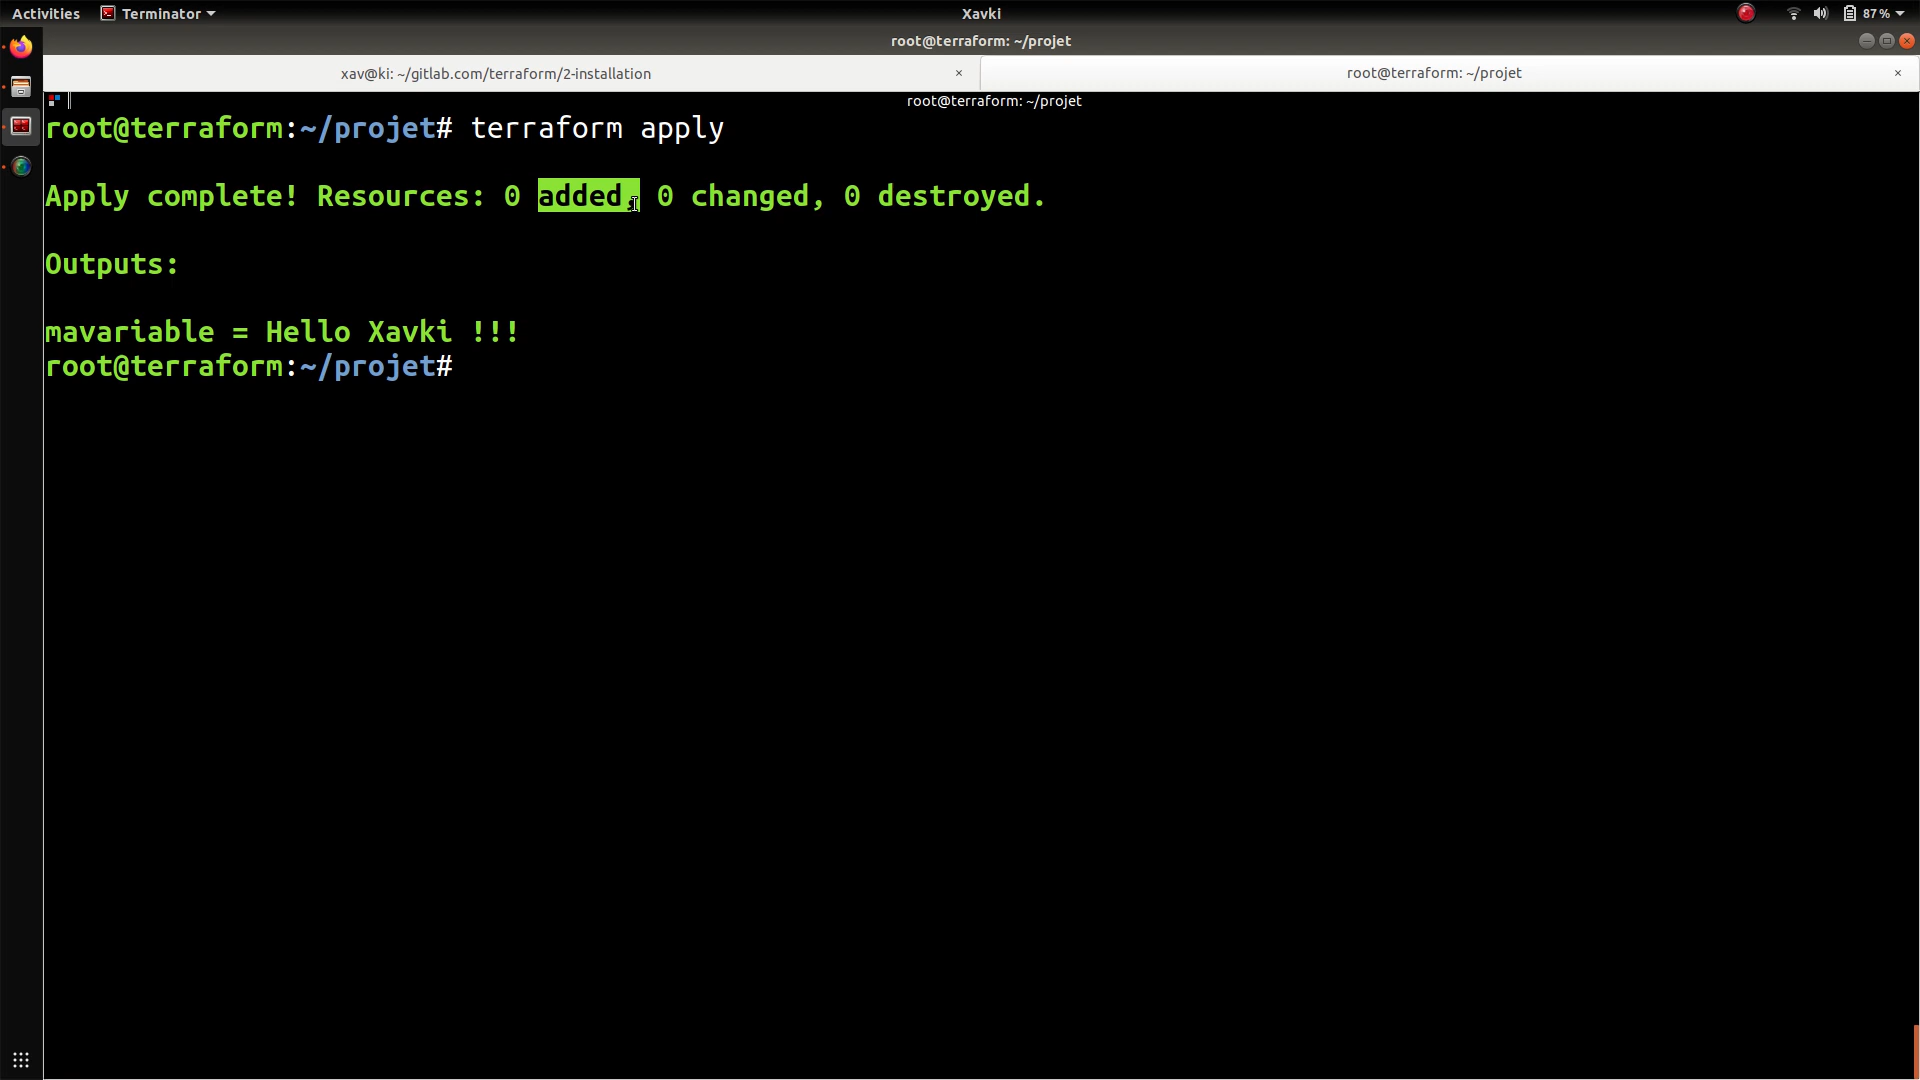 Activities Terminator Xavki 87 %
root@terraform: ~/projet
xav@ki: ~/gitlab.com/terraform/2-installation × root@terraform: ~/projet ×
root@terraform: ~/projet
root@terraform:~/projet# terraform apply
Apply complete! Resources: 0 added, 0 changed, 0 destroyed.
Outputs:
mavariable = Hello Xavki !!!
root@terraform:~/projet#